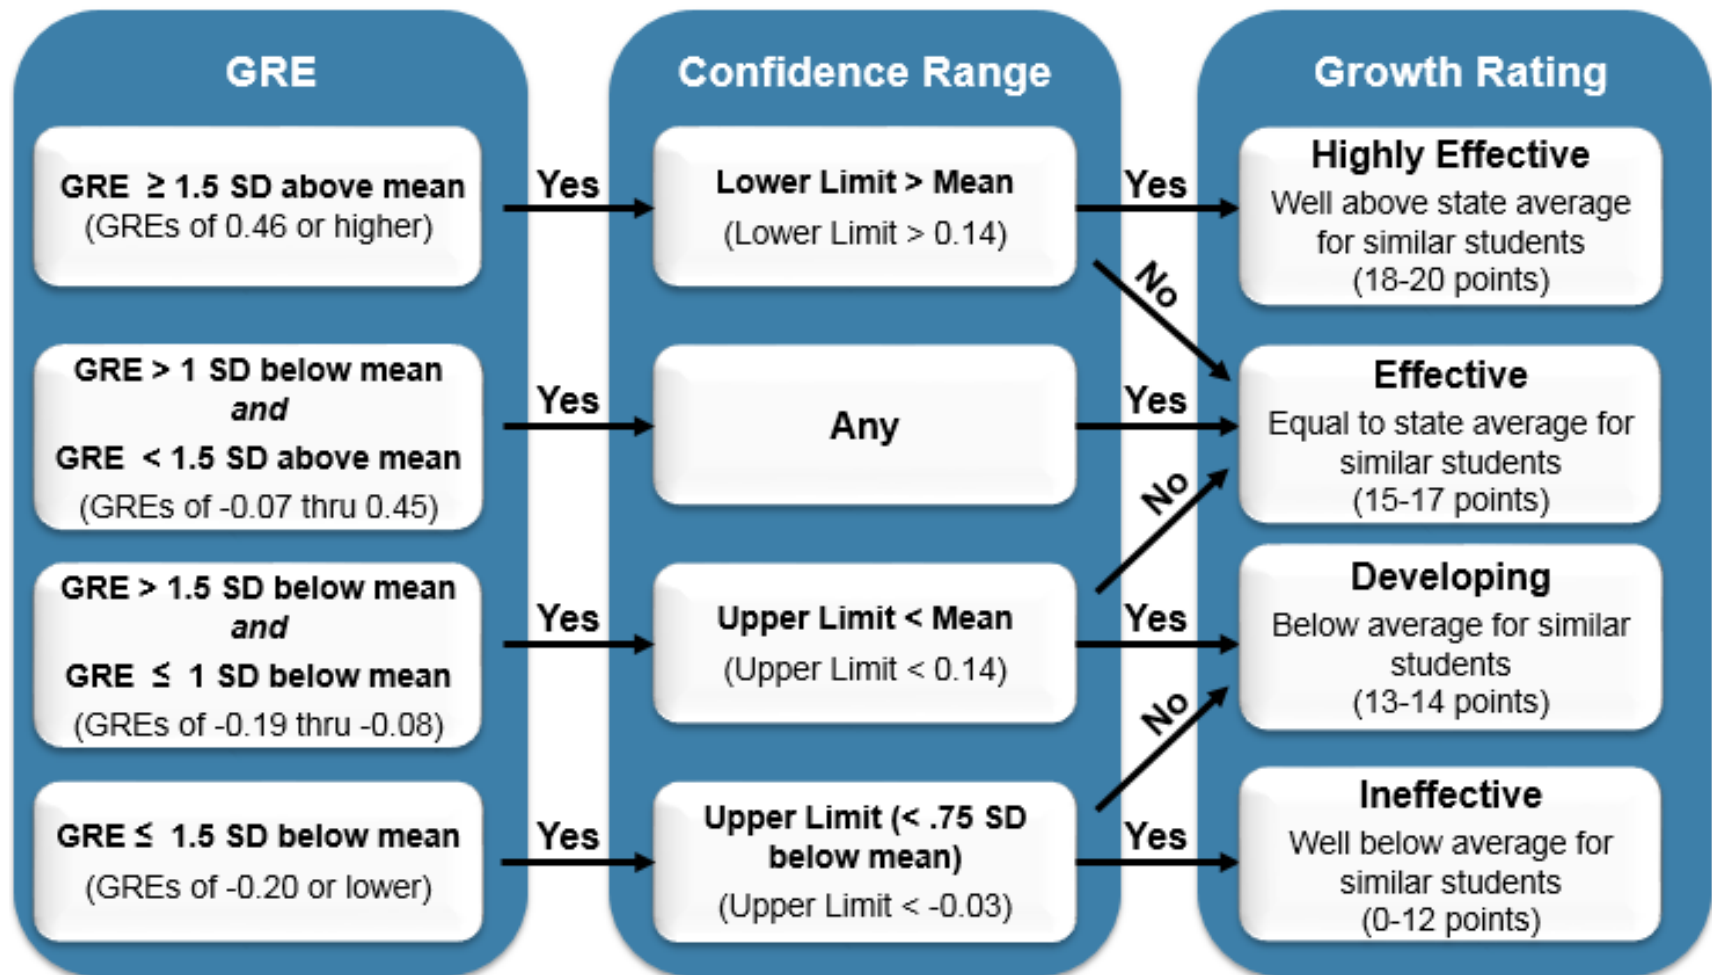 GRE
GRE ≥ 1.5 SD above mean
(GREs of 0.46 or higher)
GRE > 1 SD below mean
and
GRE < 1.5 SD above mean
(GREs of -0.07 thru 0.45)
GRE > 1.5 SD below mean
and
GRE ≤ 1 SD below mean
(GREs of -0.19 thru -0.08)
GRE ≤ 1.5 SD below mean
(GREs of -0.20 or lower)
Yes
Yes
Yes
Yes
Confidence Range
Lower Limit > Mean
(Lower Limit > 0.14)
Any
Upper Limit < Mean
(Upper Limit < 0.14)
Upper Limit (< .75 SD
below mean)
(Upper Limit < -0.03)
Yes
No
Yes
No
Yes
No
Yes
Growth Rating
Highly Effective
Well above state average
for similar students
(18-20 points)
Effective
Equal to state average for
similar students
(15-17 points)
Developing
Below average for similar
students
(13-14 points)
Ineffective
Well below average for
similar students
(0-12 points)